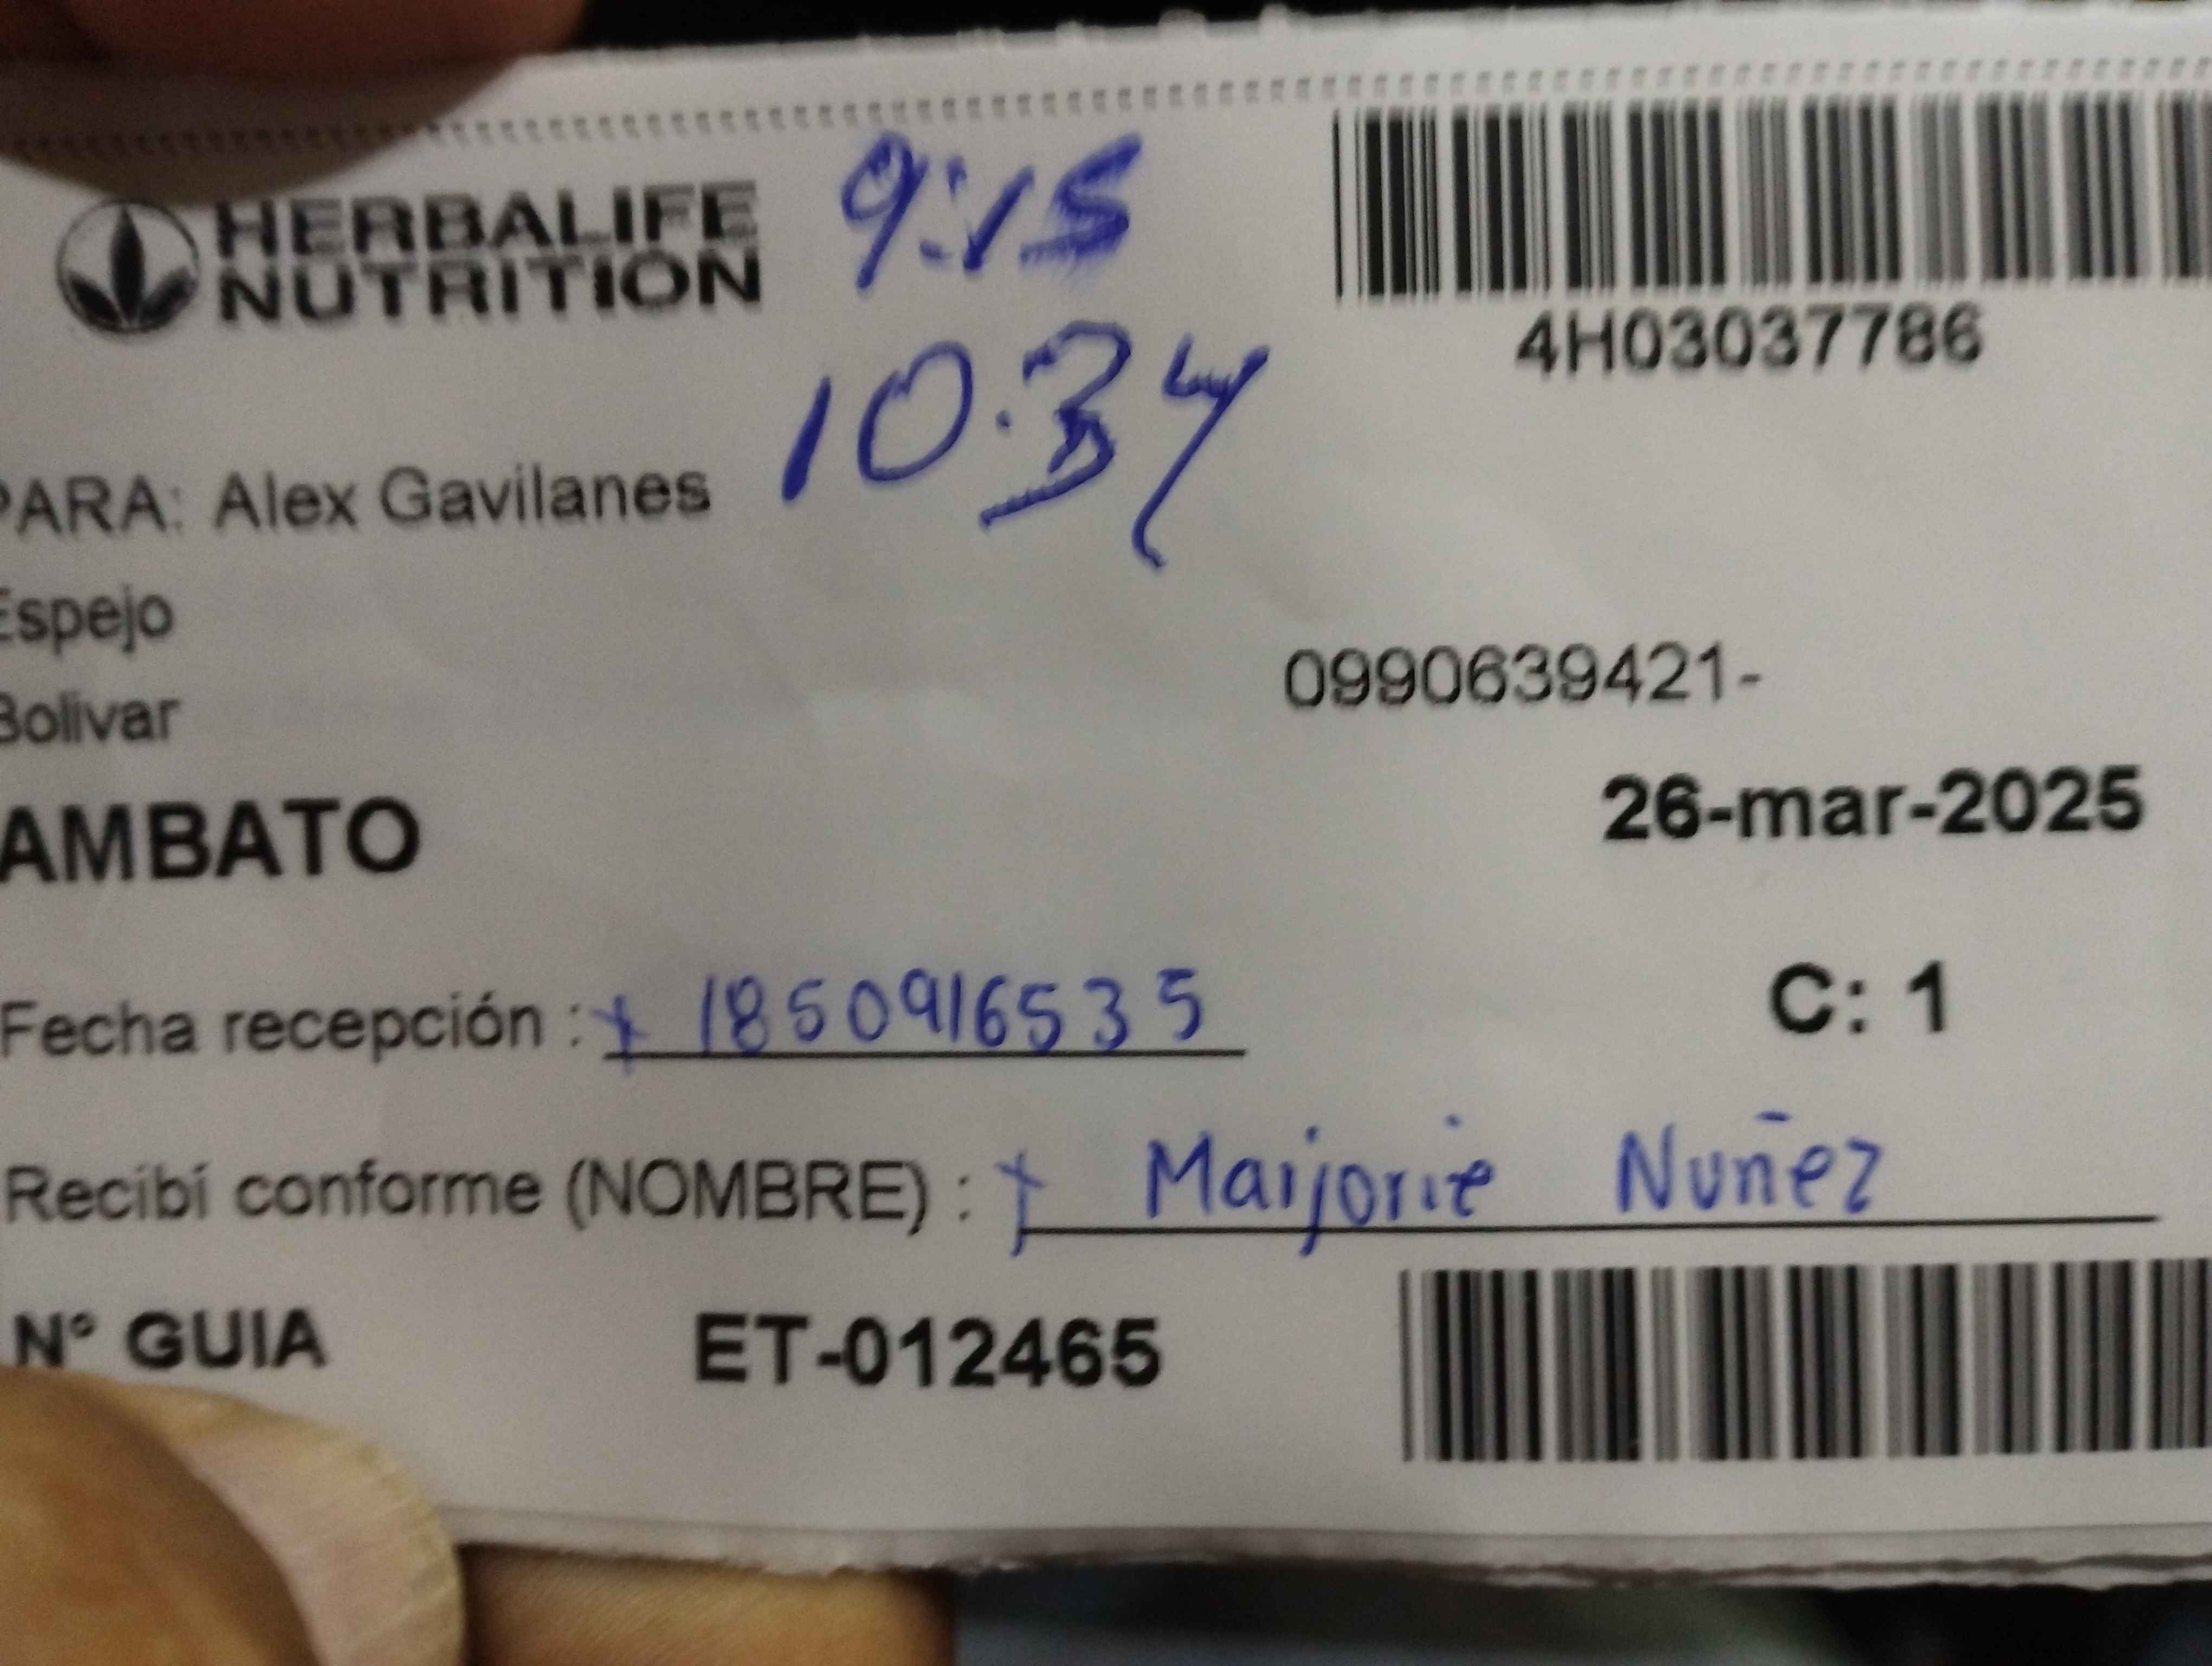 HERBALIFE
NUTRITION
9:15
10:34
4H03037786
PARA: Alex Gavilanes
Espejo
Bolivar
0990639421-
AMBATO
26-mar-2025
Fecha recepción : x 1850916535
C: 1
Recibí conforme (NOMBRE) : x Marjorie Nuñez
N° GUIA ET-012465